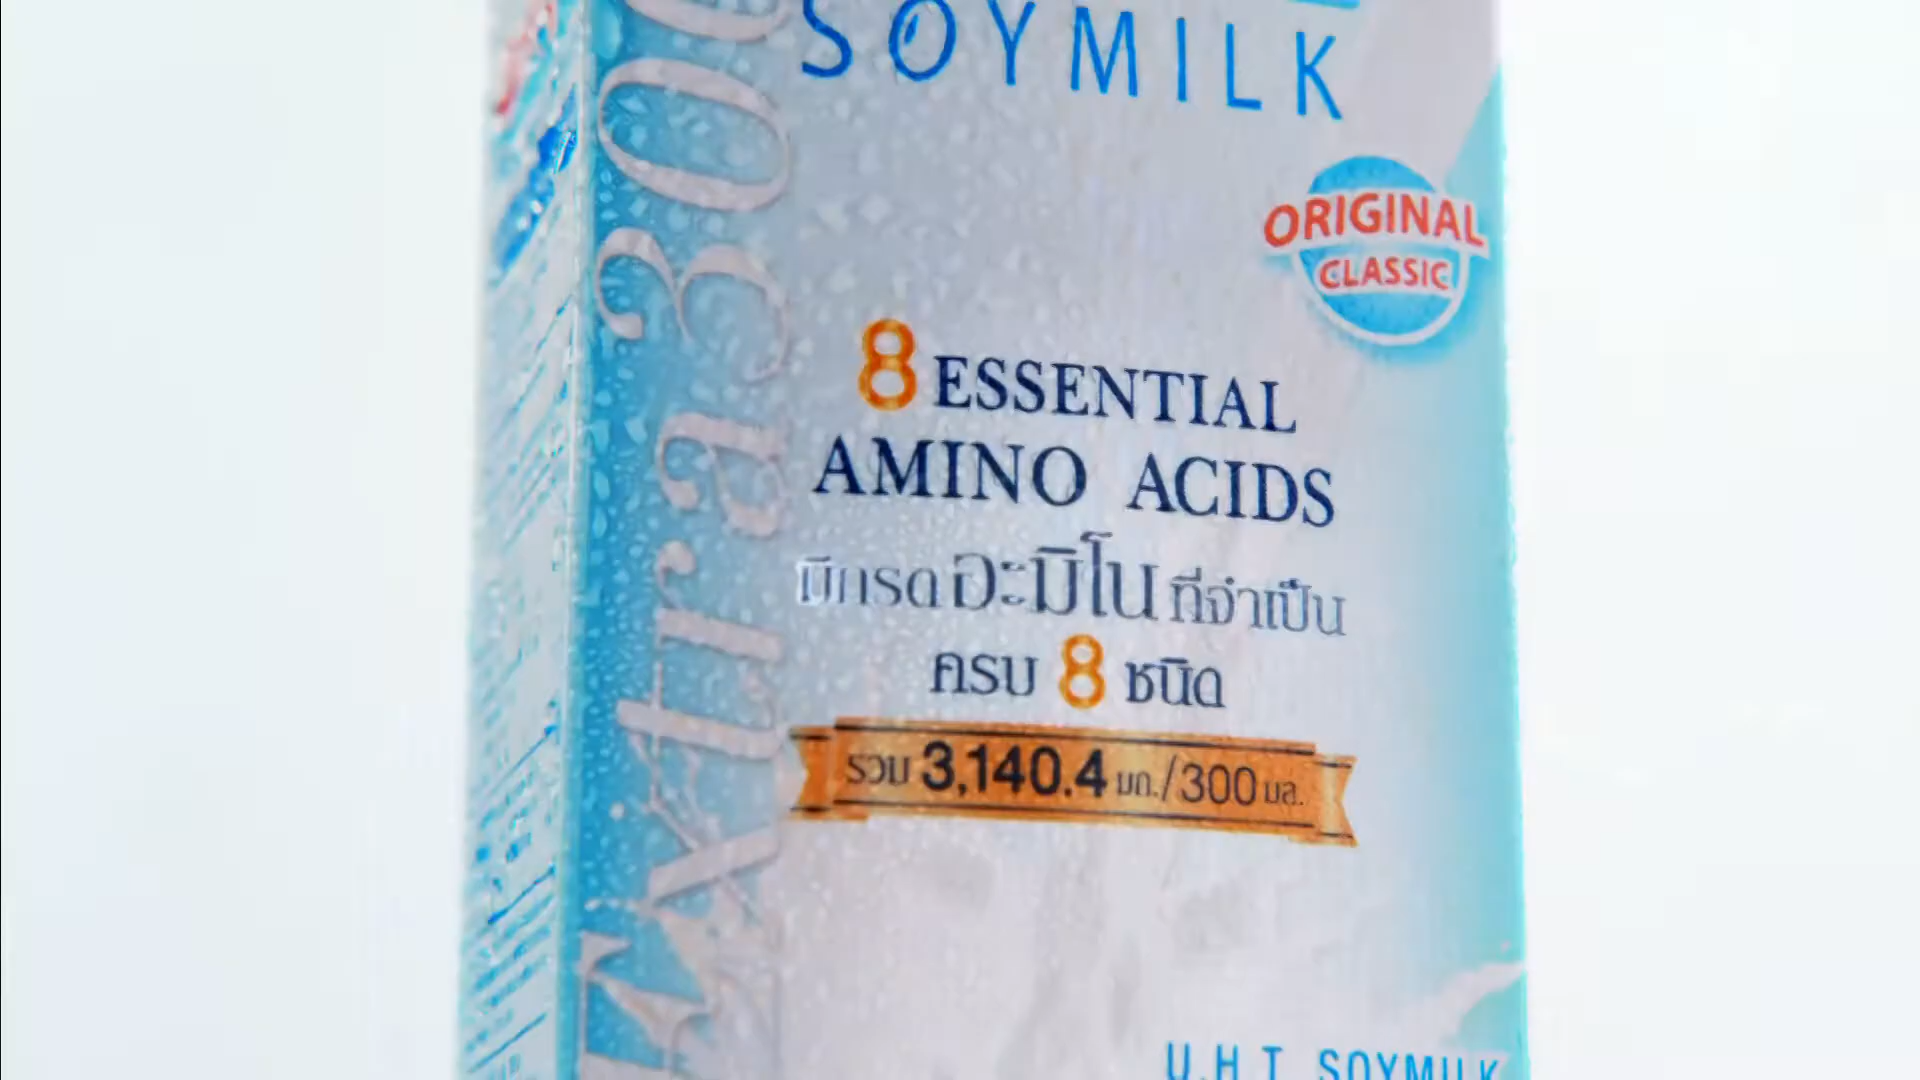 SOYMILK
ORIGINAL
CLASSIC
8 ESSENTIAL
AMINO ACIDS
มีกรดอะมิโนที่จำเป็น
ครบ 8 ชนิด
รวม 3,140.4 มก./300 มล.
Xtra300
U.H.T. SOYMILK